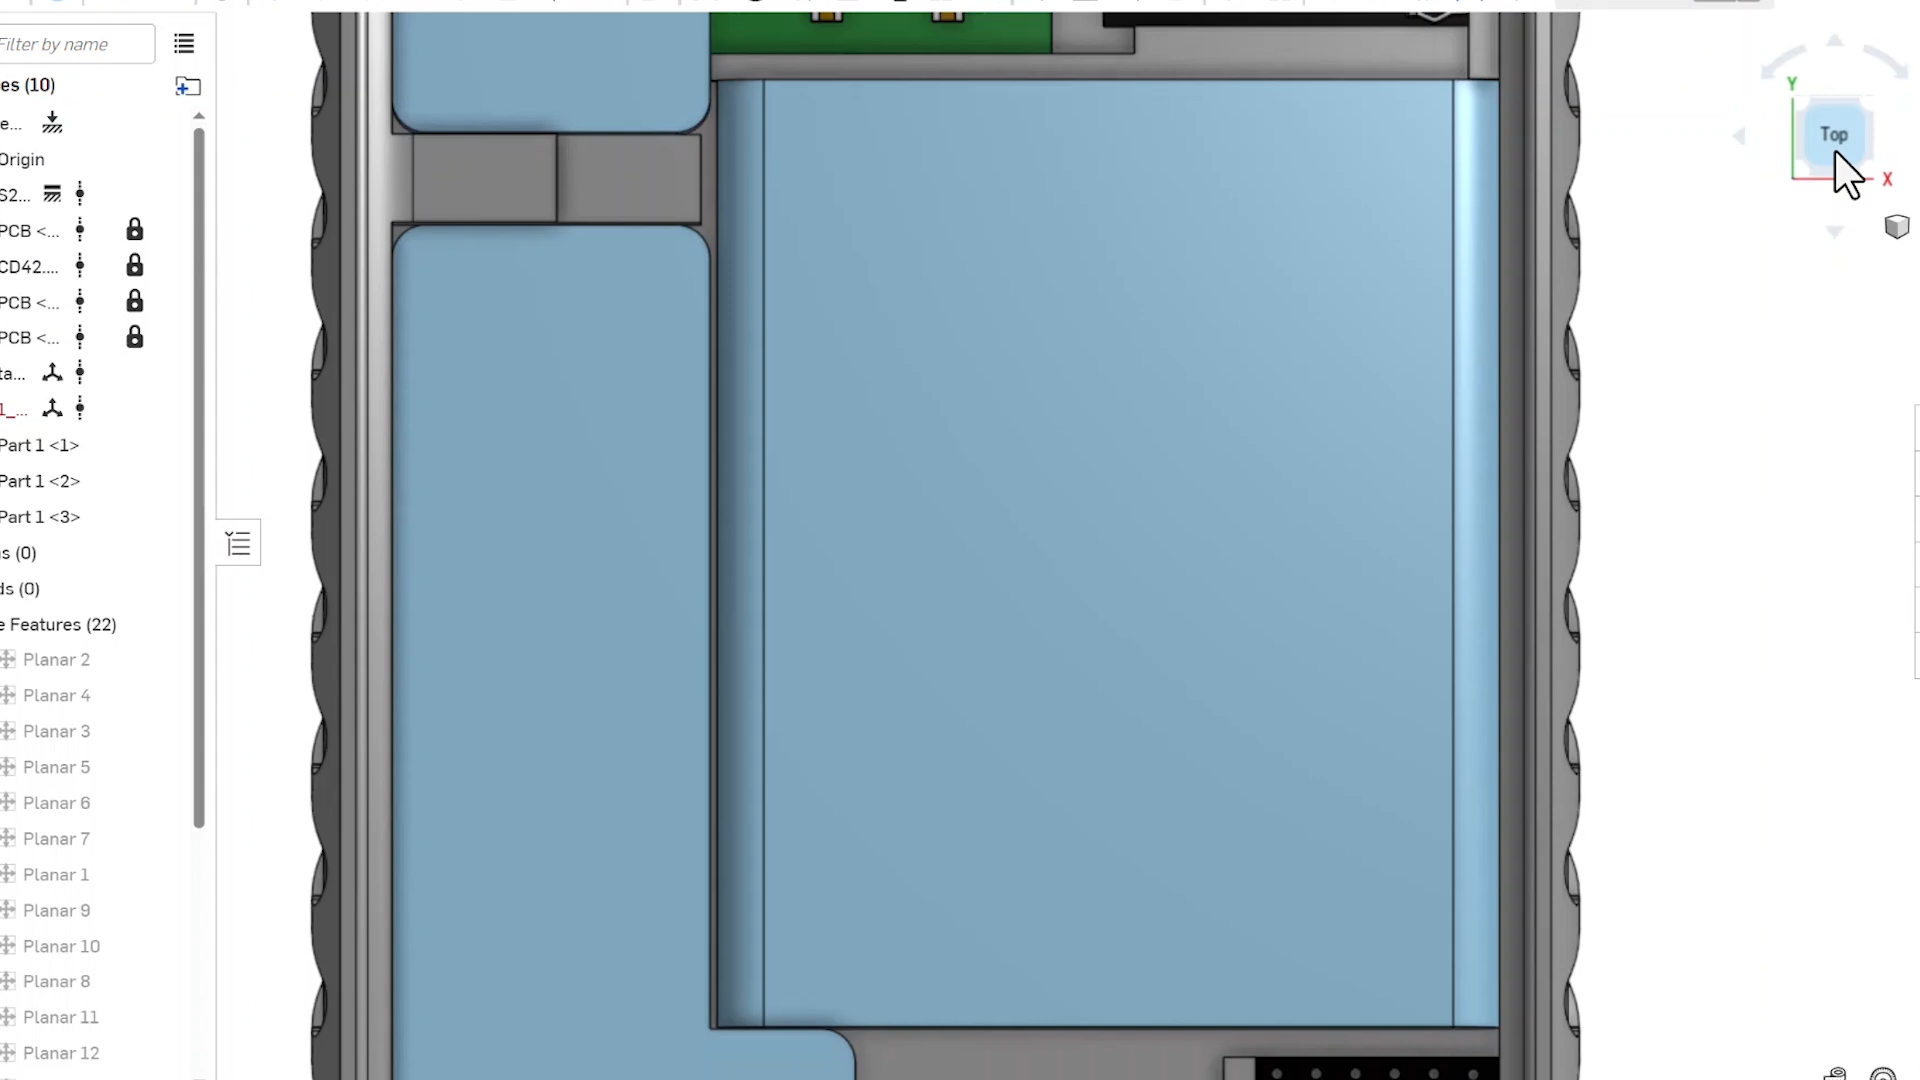 Filter by name
es (10)
e...
Origin
S2...
PCB <...
CD42....
PCB <...
PCB <...
ta...
1_...
Part 1 <1>
Part 1 <2>
Part 1 <3>
s (0)
ds (0)
e Features (22)
Planar 2
Planar 4
Planar 3
Planar 5
Planar 6
Planar 7
Planar 1
Planar 9
Planar 10
Planar 8
Planar 11
Planar 12
Y
Top
X